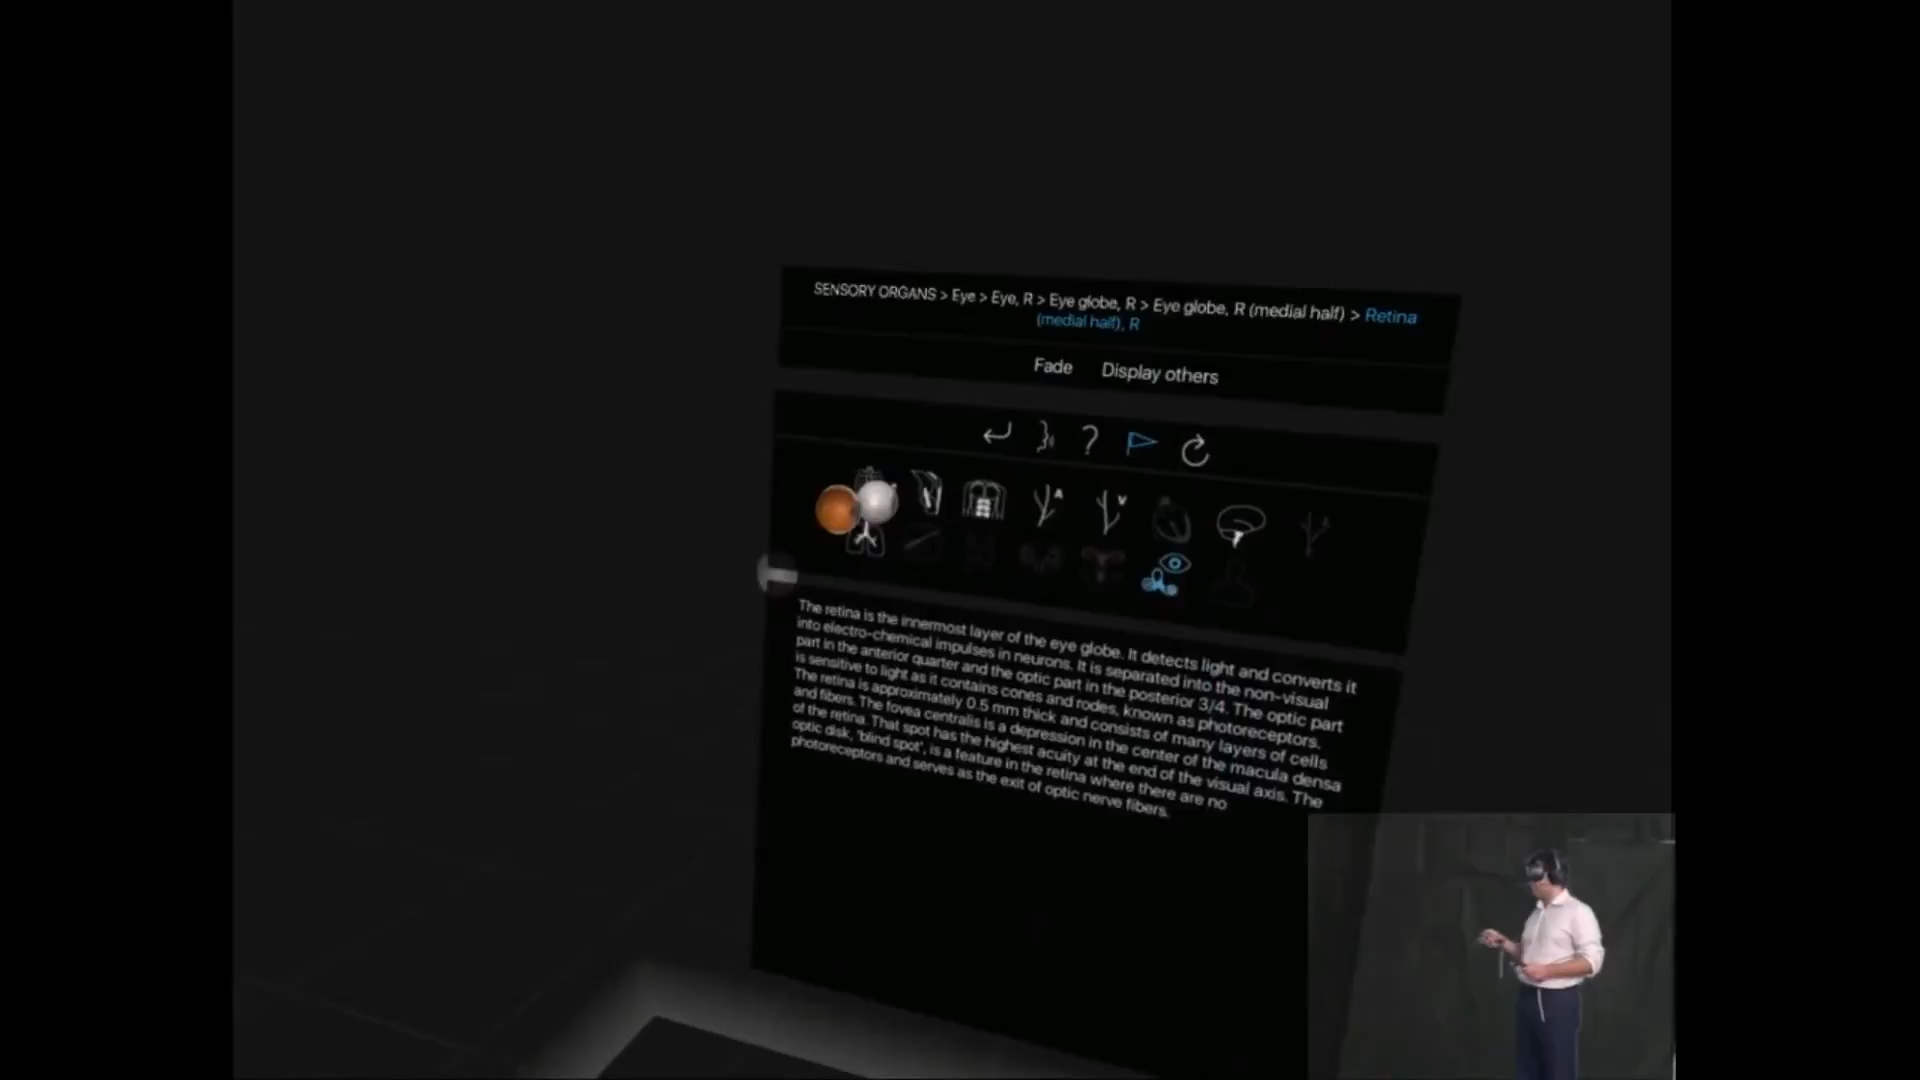 SENSORY ORGANS > Eye > Eye, R > Eye globe, R > Eye globe, R (medial half) > Retina
(medial half), R
Fade Display others
?
A V
The retina is the innermost layer of the eye globe. It detects light and converts it
into electro-chemical impulses in neurons. It is separated into the non-visual
part in the anterior quarter and the optic part in the posterior 3/4. The optic part
is sensitive to light as it contains cones and rodes, known as photoreceptors.
The retina is approximately 0.5 mm thick and consists of many layers of cells
and fibers. The fovea centralis is a depression in the center of the macula densa
of the retina. That spot has the highest acuity at the end of the visual axis. The
optic disk, 'blind spot', is a feature in the retina where there are no
photoreceptors and serves as the exit of optic nerve fibers.